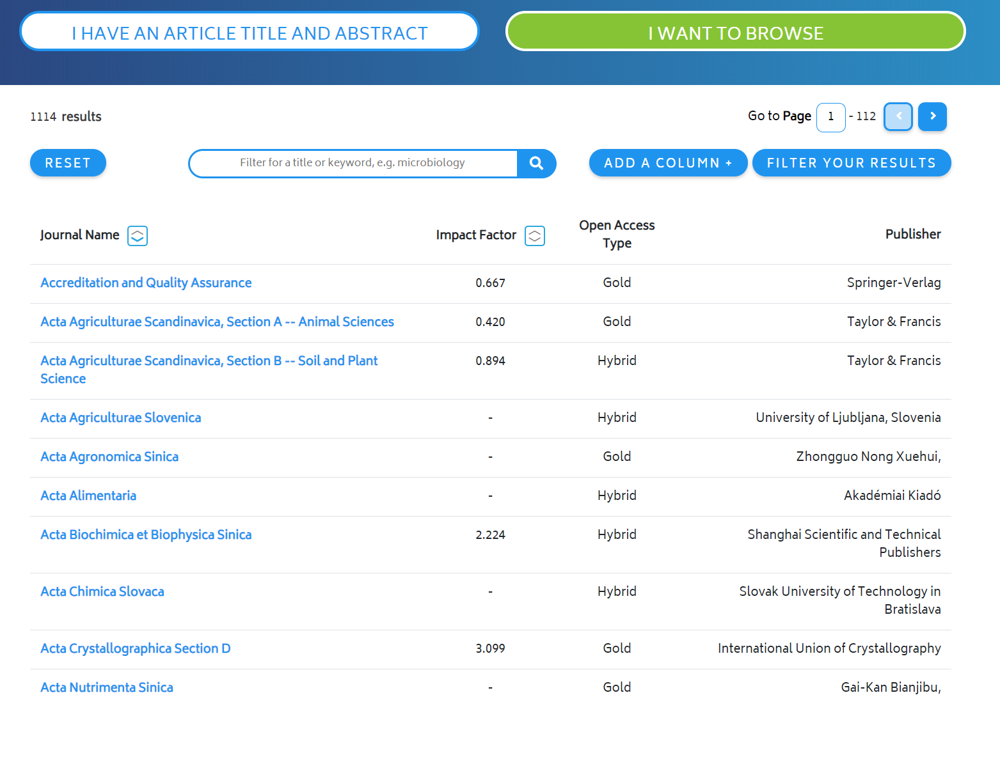 I HAVE AN ARTICLE TITLE AND ABSTRACT
I WANT TO BROWSE
1114 results
Go to Page 1 - 112
RESET
Filter for a title or keyword, e.g. microbiology
ADD A COLUMN +
FILTER YOUR RESULTS
Journal Name Impact Factor Open Access
Type Publisher
Accreditation and Quality Assurance 0.667 Gold Springer-Verlag
Acta Agriculturae Scandinavica, Section A -- Animal Sciences 0.420 Gold Taylor & Francis
Acta Agriculturae Scandinavica, Section B -- Soil and Plant 0.894 Hybrid Taylor & Francis
Science
Acta Agriculturae Slovenica - Hybrid University of Ljubljana, Slovenia
Acta Agronomica Sinica - Gold Zhongguo Nong Xuehui,
Acta Alimentaria - Hybrid Akadémiai Kiadó
Acta Biochimica et Biophysica Sinica 2.224 Hybrid Shanghai Scientific and Technical
Publishers
Acta Chimica Slovaca - Hybrid Slovak University of Technology in
Bratislava
Acta Crystallographica Section D 3.099 Gold International Union of Crystallography
Acta Nutrimenta Sinica - Gold Gai-Kan Bianjibu,